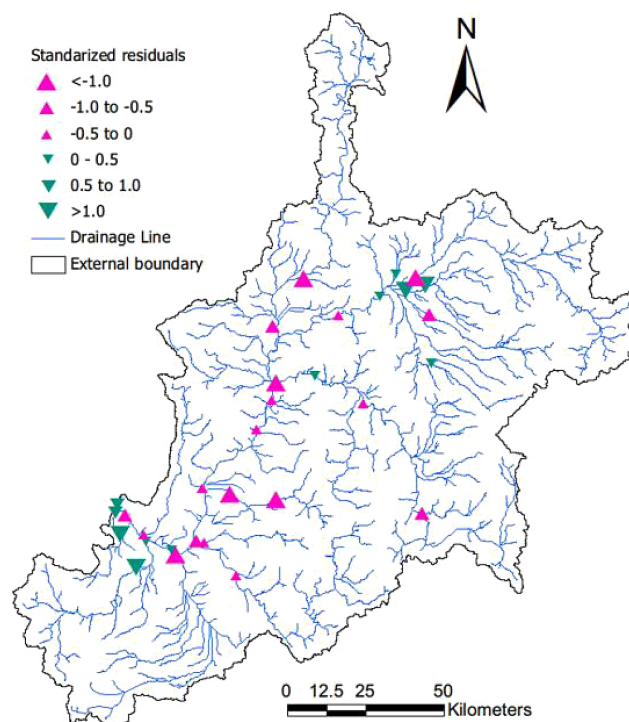 N
Standarized residuals
<-1.0
-1.0 to -0.5
-0.5 to 0
0 - 0.5
0.5 to 1.0
>1.0
Drainage Line
External boundary
0 12.5 25 50
Kilometers